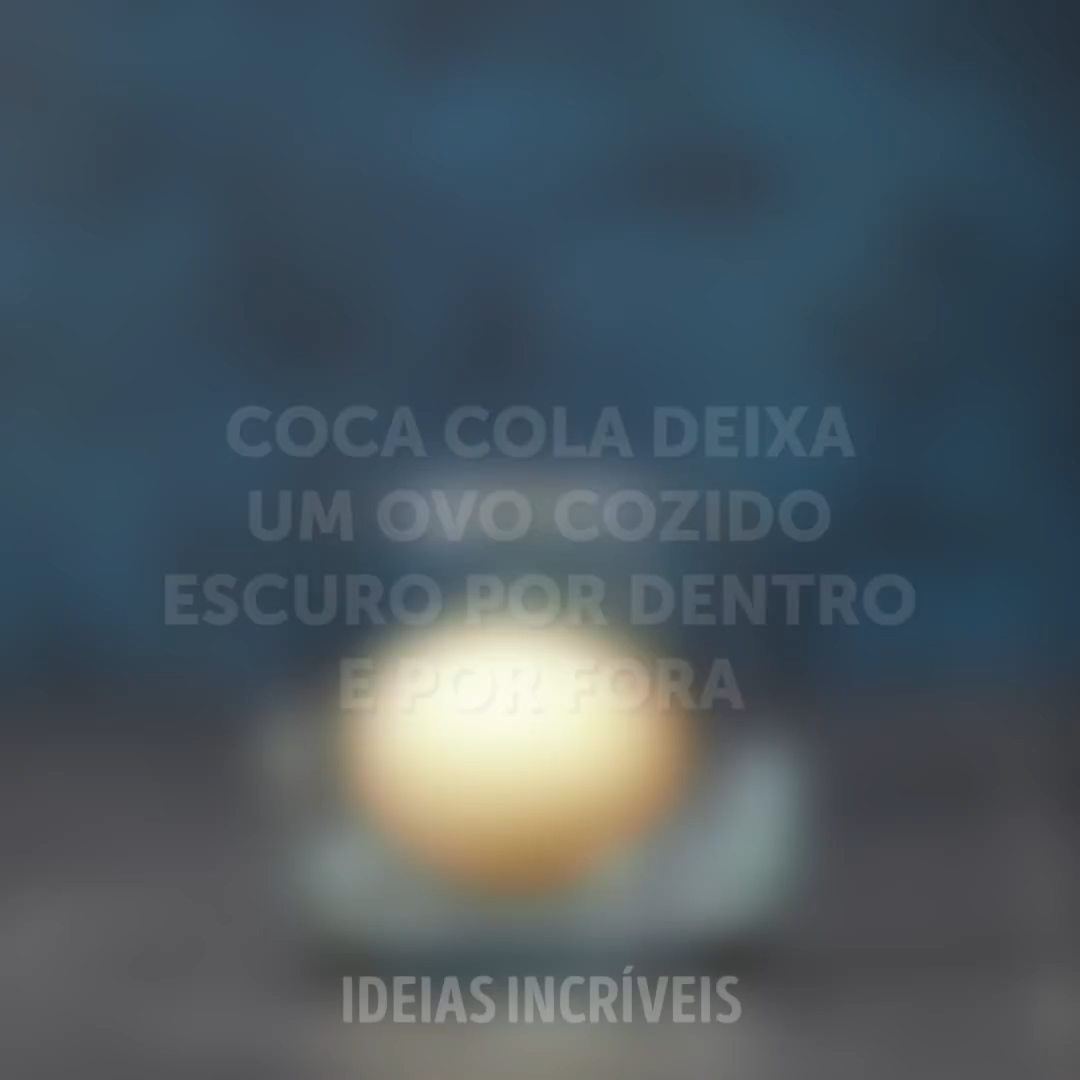 COCA COLA DEIXA
UM OVO COZIDO
ESCURO POR DENTRO
E POR FORA
IDEIAS INCRÍVEIS